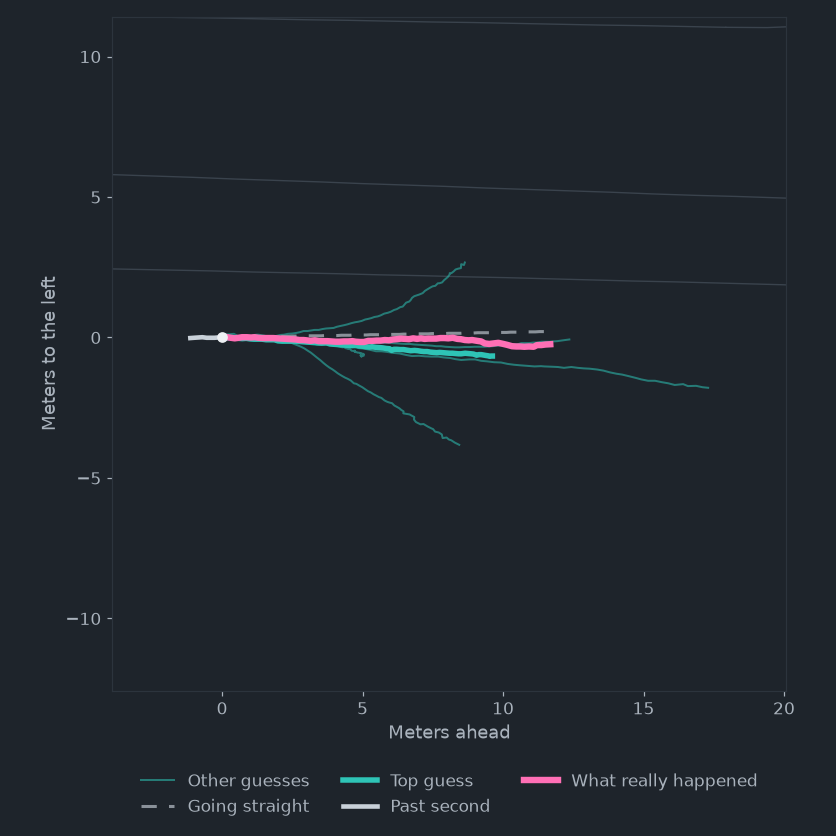 10
5
0
−5
−10
Meters to the left
0 5 10 15 20
Meters ahead
Other guesses Top guess What really happened
Going straight Past second